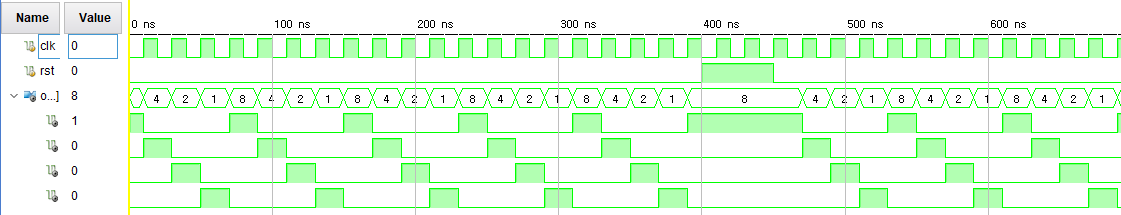 Name Value 0 ns 100 ns 200 ns 300 ns 400 ns 500 ns 600 ns
clk 0
rst 0
o...] 8 4 2 1 8 4 2 1 8 4 2 1 8 4 2 1 8 4 2 1 8 4 2 1 8 4 2 1 8 4 2 1
1
0
0
0